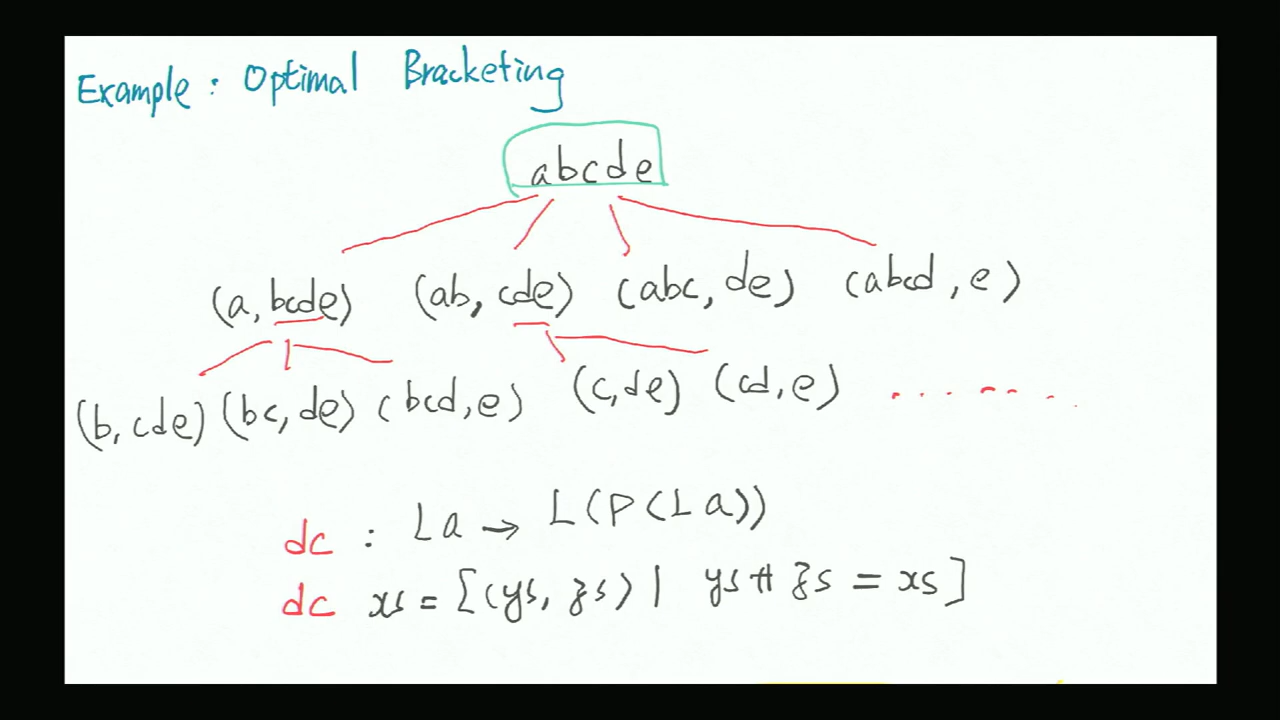 Example : Optimal Bracketing
abcde
(a, bcde) (ab, cde) (abc, de) (abcd, e)
(b, cde) (bc, de) (bcd, e) (c, de) (cd, e) ......
dc : L a → L (P (L a))
dc xs = [(ys, zs) | ys ++ zs = xs]